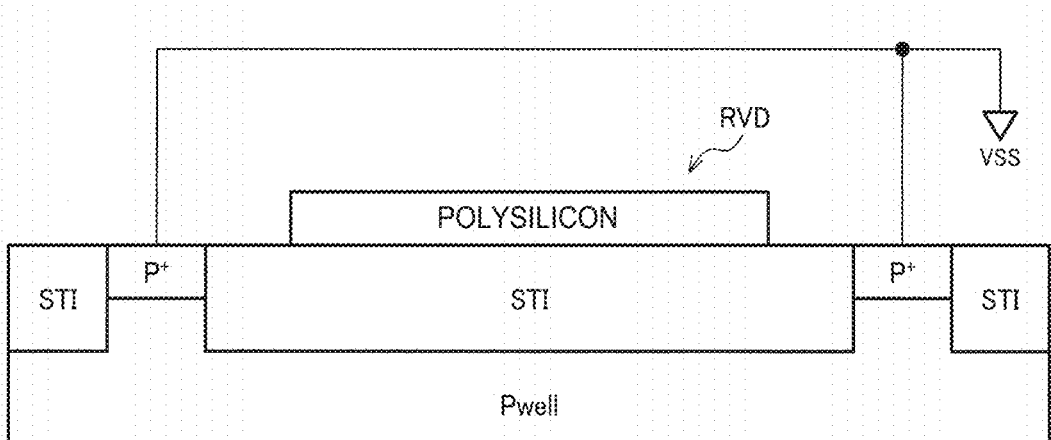 RVD
VSS
POLYSILICON
STI
P+
STI
P+
STI
Pwell